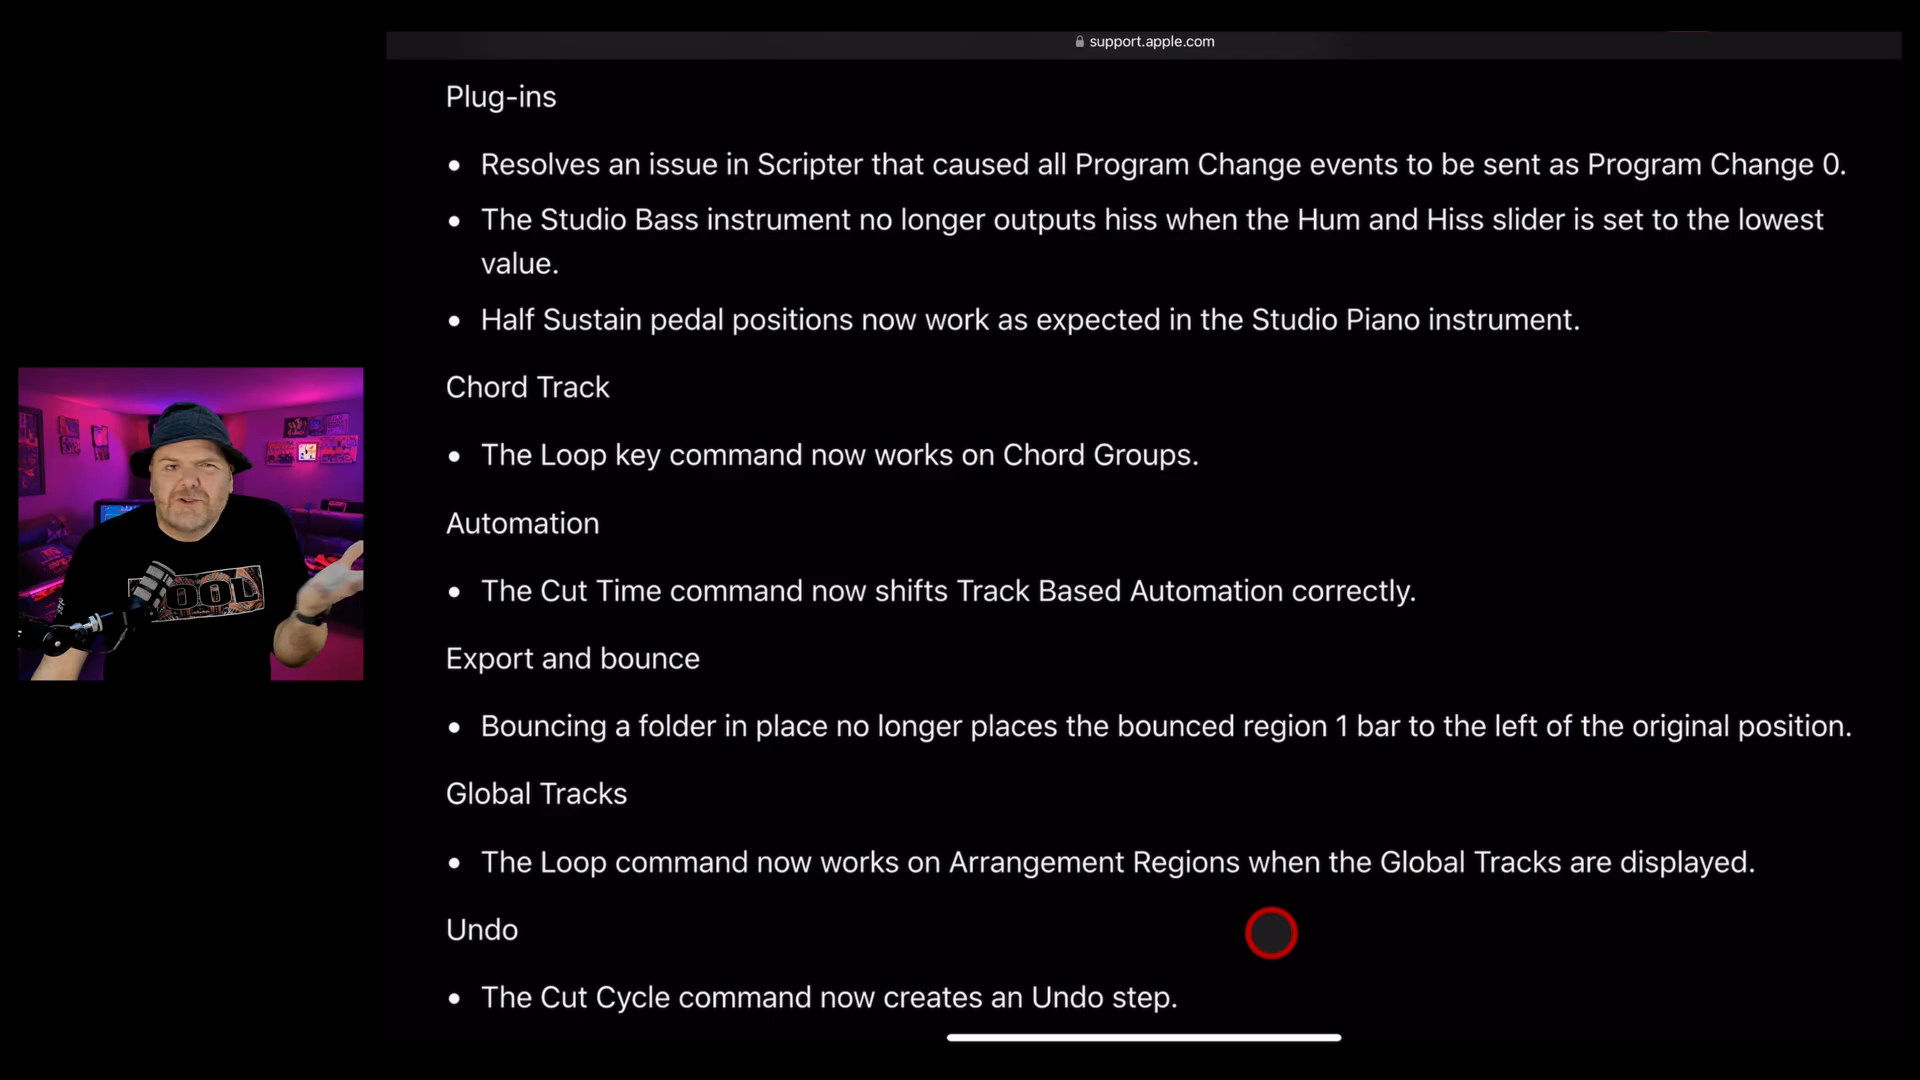 support.apple.com
Plug-ins
• Resolves an issue in Scripter that caused all Program Change events to be sent as Program Change 0.
• The Studio Bass instrument no longer outputs hiss when the Hum and Hiss slider is set to the lowest
value.
• Half Sustain pedal positions now work as expected in the Studio Piano instrument.
Chord Track
• The Loop key command now works on Chord Groups.
Automation
• The Cut Time command now shifts Track Based Automation correctly.
Export and bounce
• Bouncing a folder in place no longer places the bounced region 1 bar to the left of the original position.
Global Tracks
• The Loop command now works on Arrangement Regions when the Global Tracks are displayed.
Undo
• The Cut Cycle command now creates an Undo step.